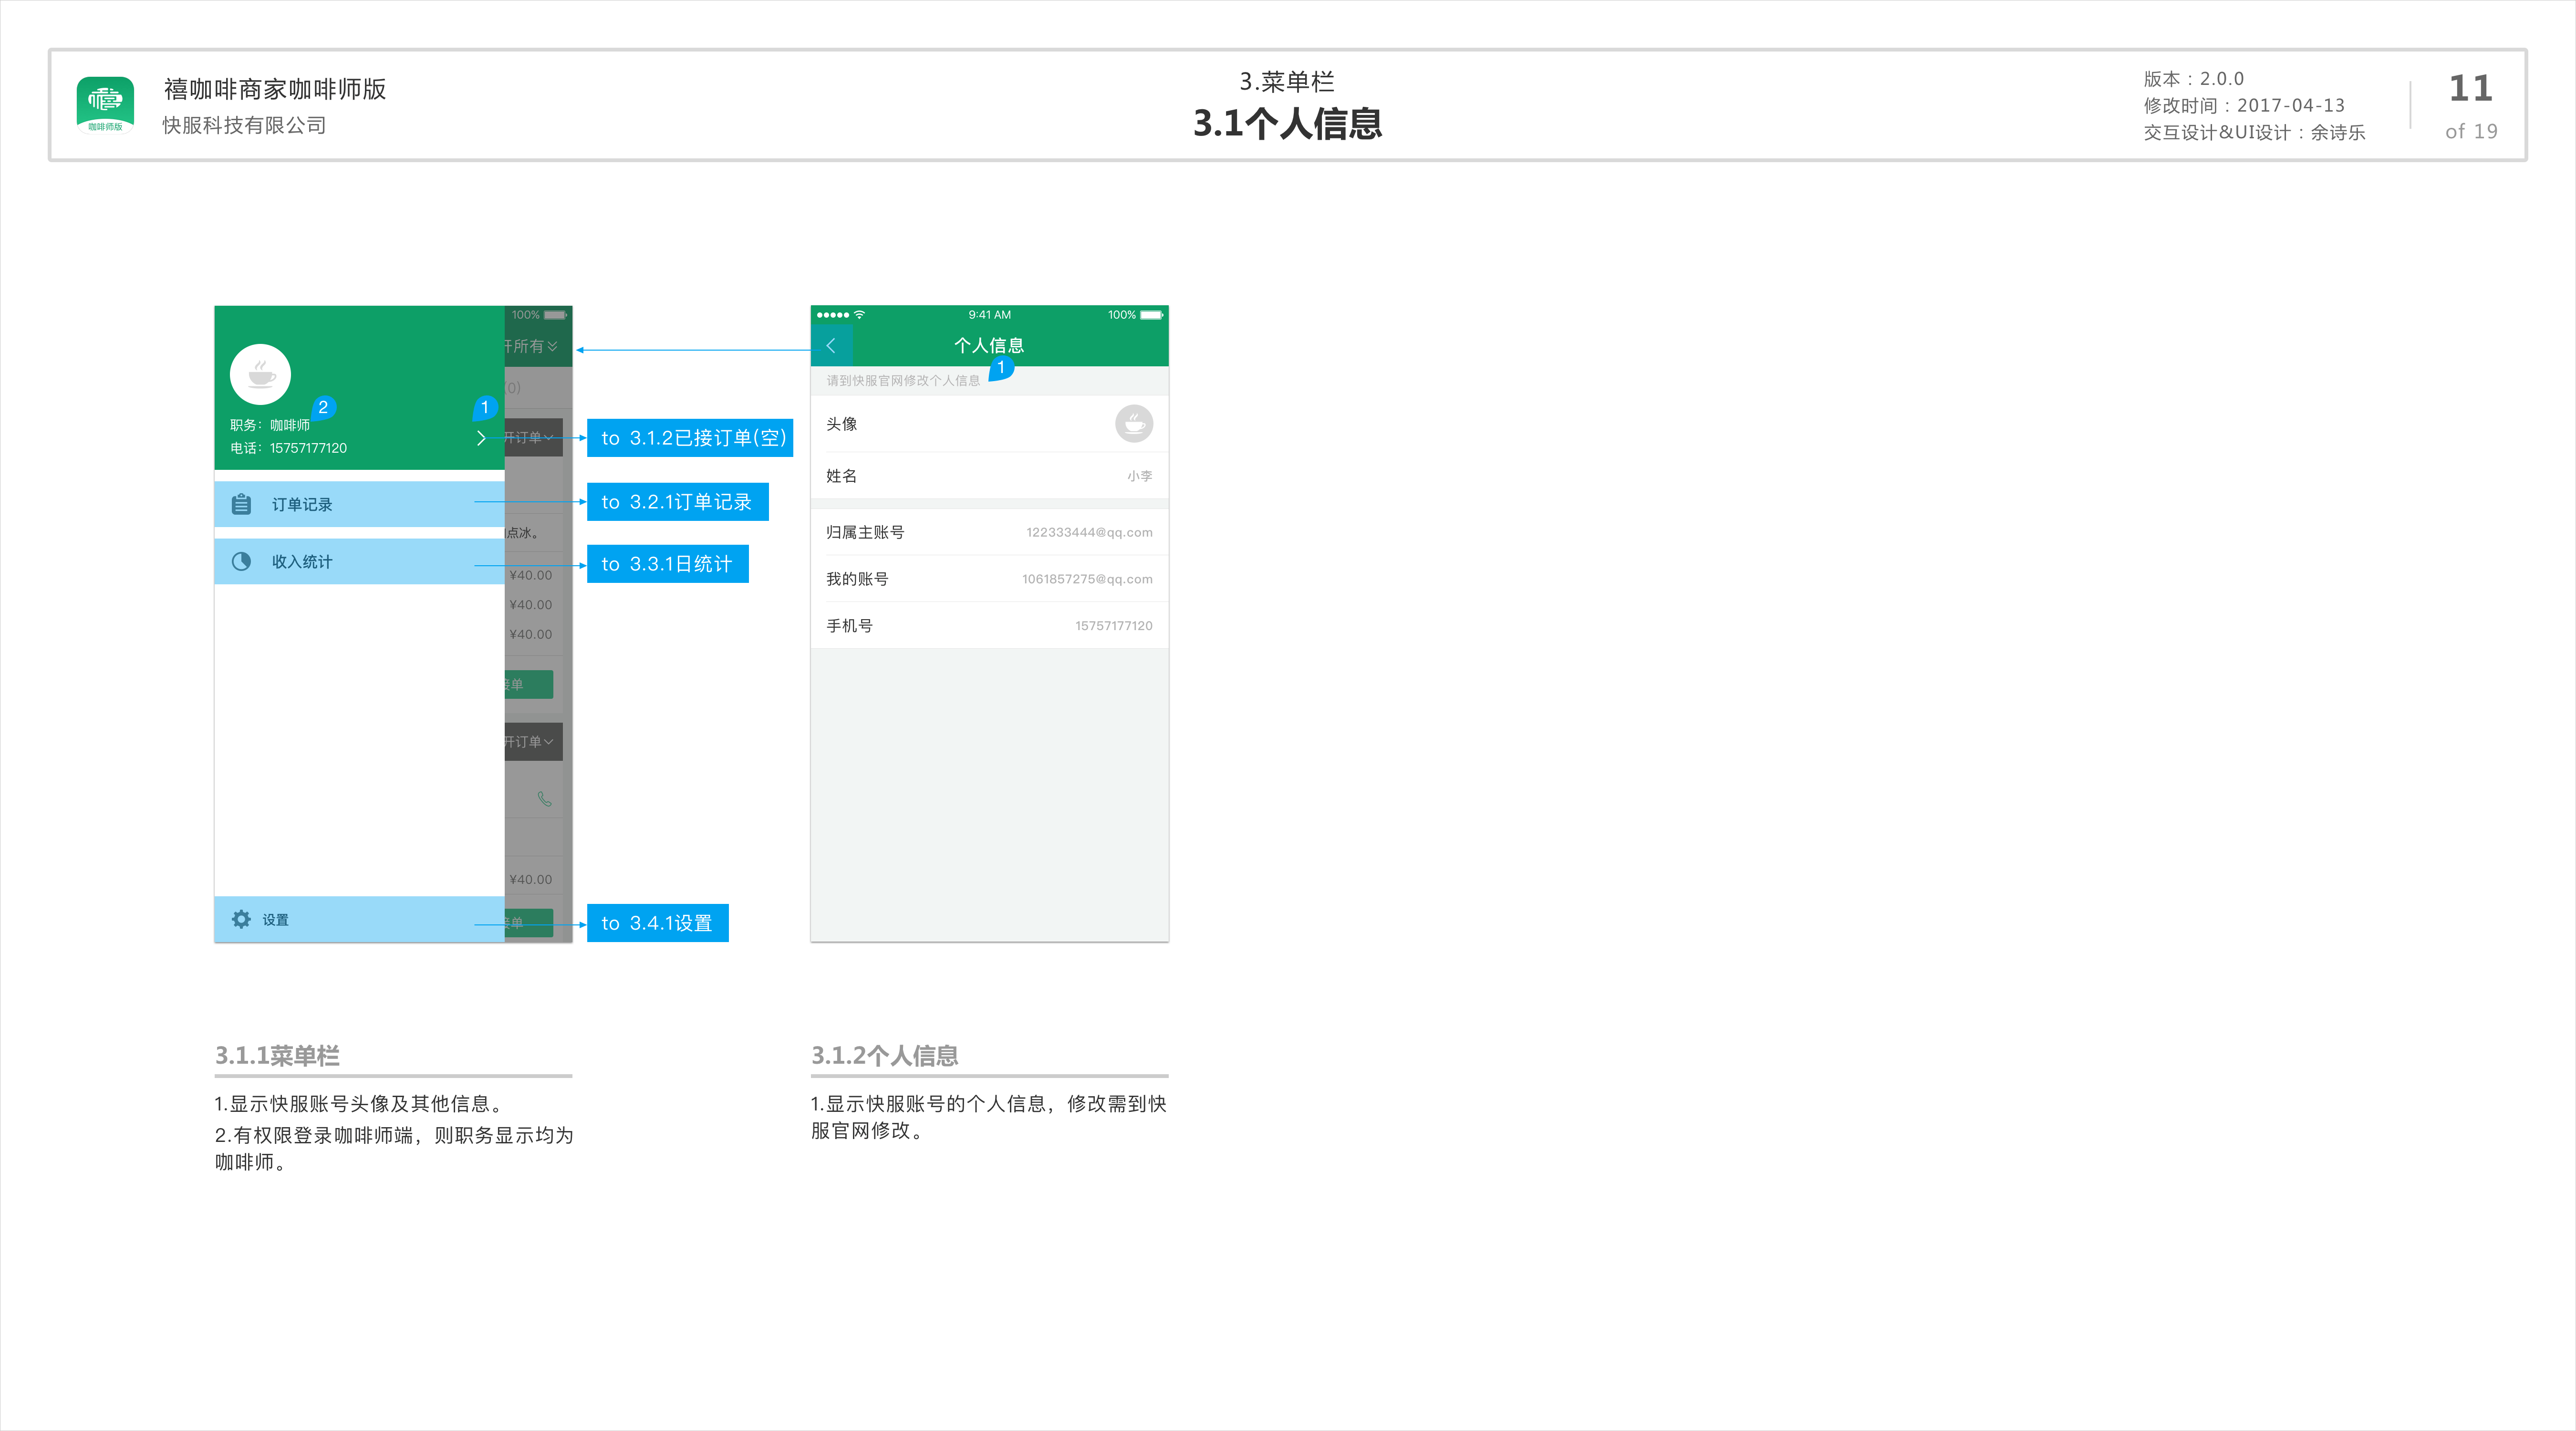 禧咖啡商家咖啡师版
快服科技有限公司
咖啡师版
3.菜单栏
3.1个人信息
版本：2.0.0
修改时间：2017-04-13
交互设计&UI设计：余诗乐
11
of 19
100%
开所有
(0)
2
1
职务：咖啡师
电话：15757177120
开订单
to 3.1.2已接订单(空)
订单记录
to 3.2.1订单记录
点冰。
收入统计
to 3.3.1日统计
¥40.00
¥40.00
¥40.00
接单
开订单
¥40.00
接单
设置
to 3.4.1设置
9:41 AM
100%
个人信息
1
请到快服官网修改个人信息
头像
姓名
小李
归属主账号
122333444@qq.com
我的账号
1061857275@qq.com
手机号
15757177120
3.1.1菜单栏
1.显示快服账号头像及其他信息。
2.有权限登录咖啡师端，则职务显示均为
咖啡师。
3.1.2个人信息
1.显示快服账号的个人信息，修改需到快
服官网修改。